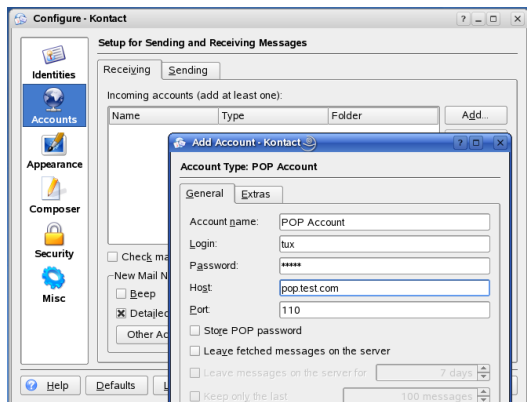 Configure - Kontact
Setup for Sending and Receiving Messages
Identities
Accounts
Appearance
Composer
Security
Misc
Receiving Sending
Incoming accounts (add at least one):
Name Type Folder
Add...
Check
New Mail
Beep
Detailed
Other
Help Defaults
Add Account - Kontact
Account Type: POP Account
General Extras
Account name: POP Account
Login: tux
Password: *****
Host: pop.test.com
Port: 110
Store POP password
Leave fetched messages on the server
Leave messages on the server for 7 days
Keep only the last 100 messages